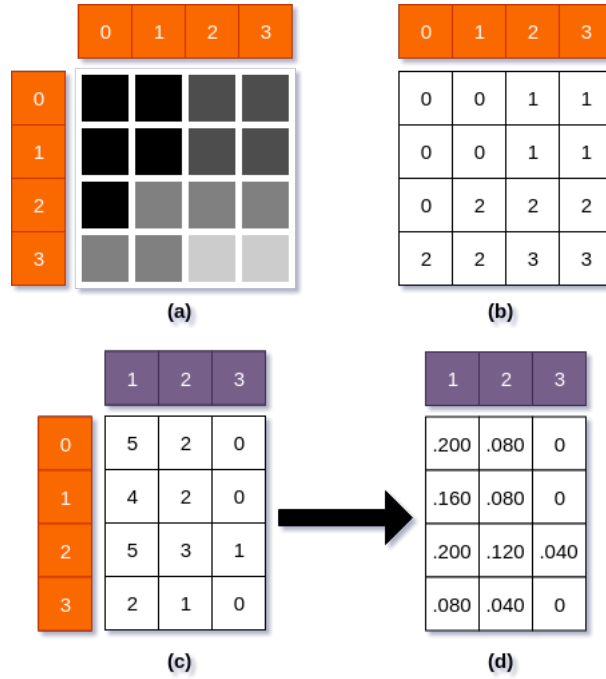 0 1 2 3
0
1
2
3
(a)
0 1 2 3
0 0 1 1
0 0 1 1
0 2 2 2
2 2 3 3
(b)
1 2 3
0 5 2 0
1 4 2 0
2 5 3 1
3 2 1 0
(c)
1 2 3
.200 .080 0
.160 .080 0
.200 .120 .040
.080 .040 0
(d)